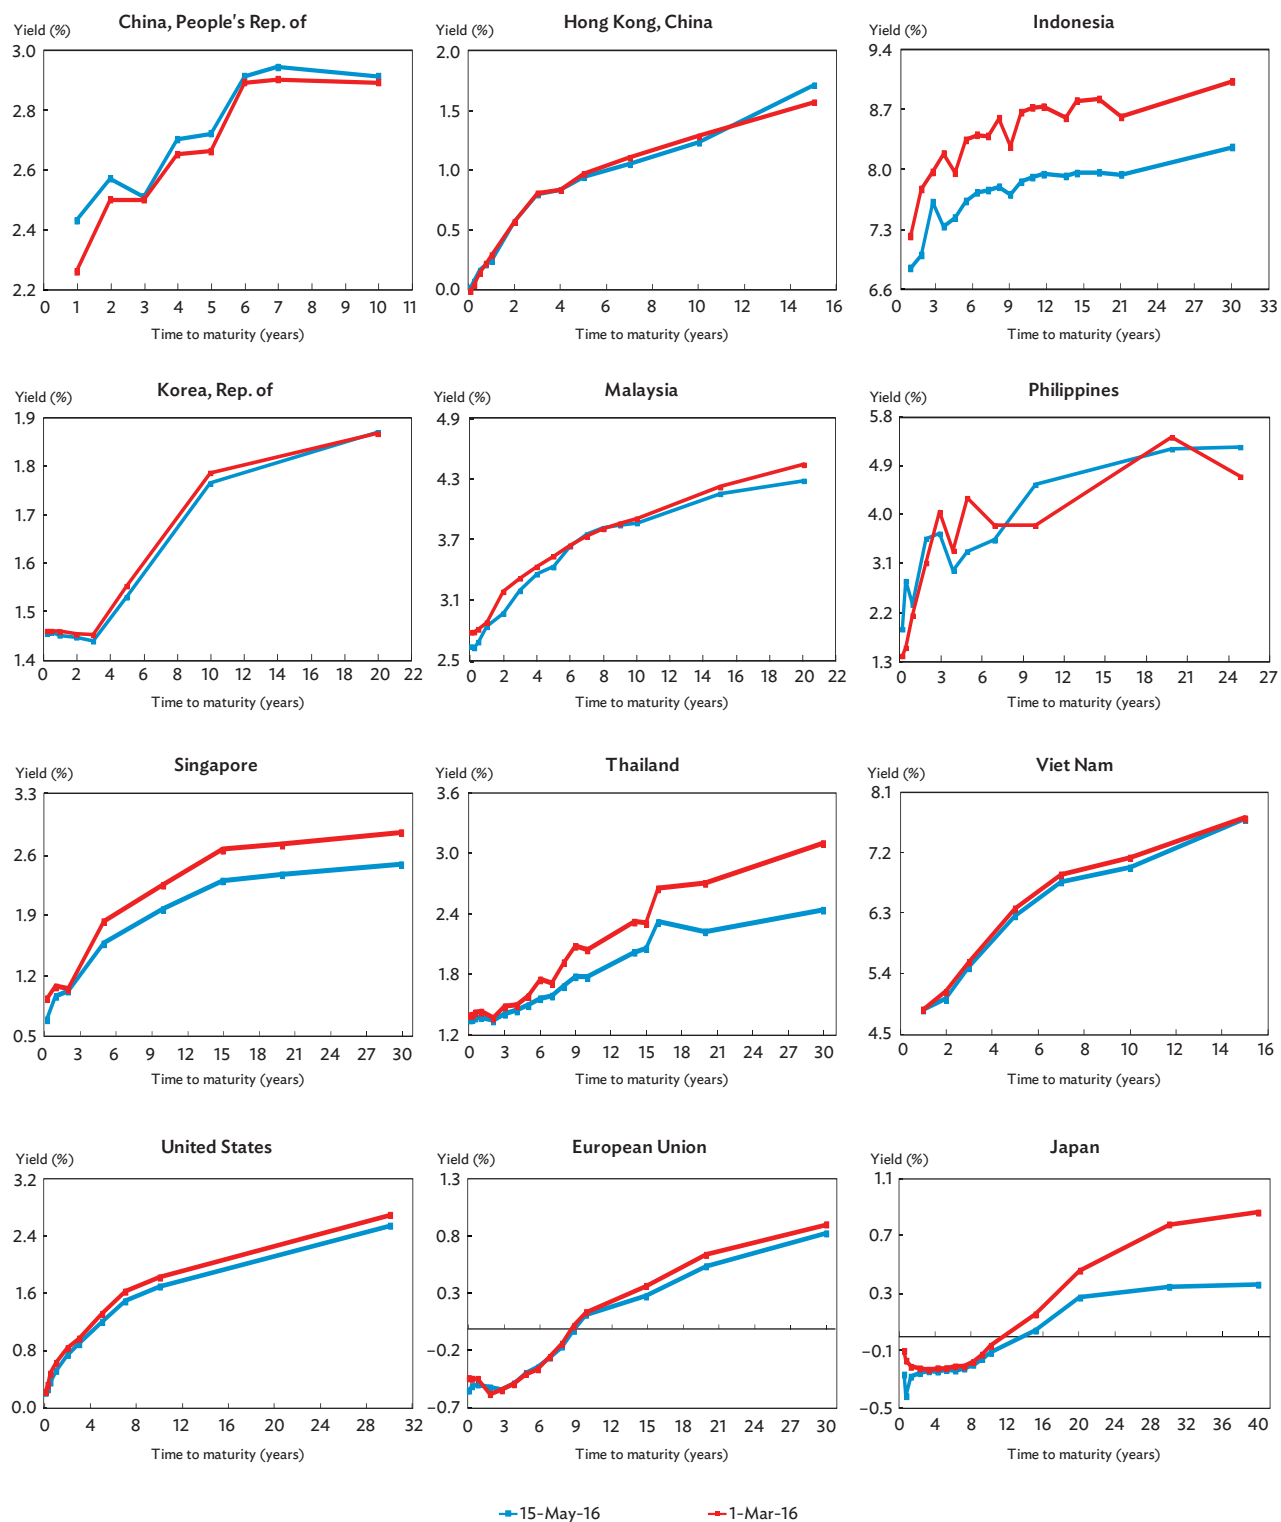 China, People's Rep. of
Yield (%)
3.0
2.8
2.6
2.4
2.2
0 1 2 3 4 5 6 7 8 9 10 11
Time to maturity (years)
Hong Kong, China
Yield (%)
2.0
1.5
1.0
0.5
0.0
0 2 4 6 8 10 12 14 16
Time to maturity (years)
Indonesia
Yield (%)
9.4
8.7
8.0
7.3
6.6
0 3 6 9 12 15 18 21 24 27 30 33
Time to maturity (years)
Korea, Rep. of
Yield (%)
1.9
1.8
1.7
1.6
1.5
1.4
0 2 4 6 8 10 12 14 16 18 20 22
Time to maturity (years)
Malaysia
Yield (%)
4.9
4.3
3.7
3.1
2.5
0 2 4 6 8 10 12 14 16 18 20 22
Time to maturity (years)
Philippines
Yield (%)
5.8
4.9
4.0
3.1
2.2
1.3
0 3 6 9 12 15 18 21 24 27
Time to maturity (years)
Singapore
Yield (%)
3.3
2.6
1.9
1.2
0.5
0 3 6 9 12 15 18 21 24 27 30
Time to maturity (years)
Thailand
Yield (%)
3.6
3.0
2.4
1.8
1.2
0 3 6 9 12 15 18 21 24 27 30
Time to maturity (years)
Viet Nam
Yield (%)
8.1
7.2
6.3
5.4
4.5
0 2 4 6 8 10 12 14 16
Time to maturity (years)
United States
Yield (%)
3.2
2.4
1.6
0.8
0.0
0 4 8 12 16 20 24 28 32
Time to maturity (years)
European Union
Yield (%)
1.3
0.8
0.3
−0.2
−0.7
0 3 6 9 12 15 18 21 24 27 30
Time to maturity (years)
Japan
Yield (%)
1.1
0.7
0.3
−0.1
−0.5
0 4 8 12 16 20 24 28 32 36 40
Time to maturity (years)
15-May-16
1-Mar-16